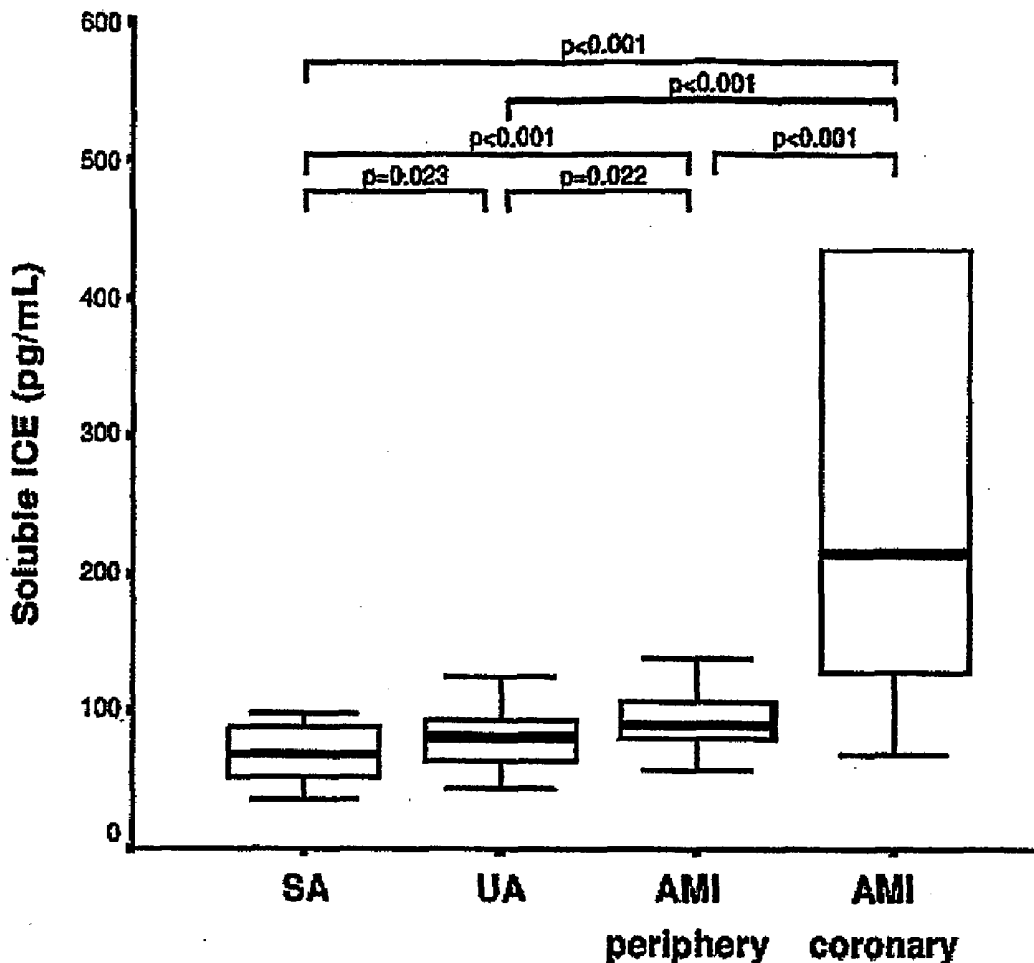 600
p<0.001
p<0.001
p<0.001
p<0.001
500
p=0.023
p=0.022
400
300
200
100
0
Soluble ICE (pg/mL)
SA
UA
AMI
periphery
AMI
coronary